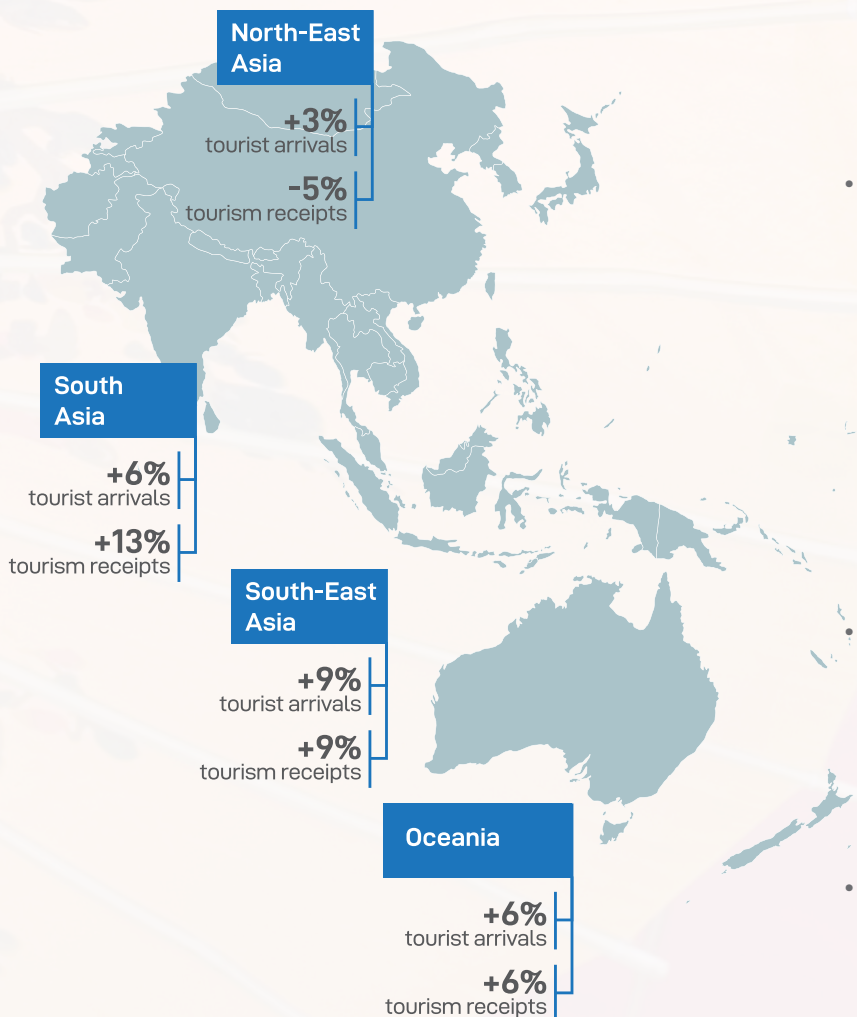 North-East
Asia
+3%
tourist arrivals
-5%
tourism receipts
South
Asia
+6%
tourist arrivals
+13%
tourism receipts
South-East
Asia
+9%
tourist arrivals
+9%
tourism receipts
Oceania
+6%
tourist arrivals
+6%
tourism receipts